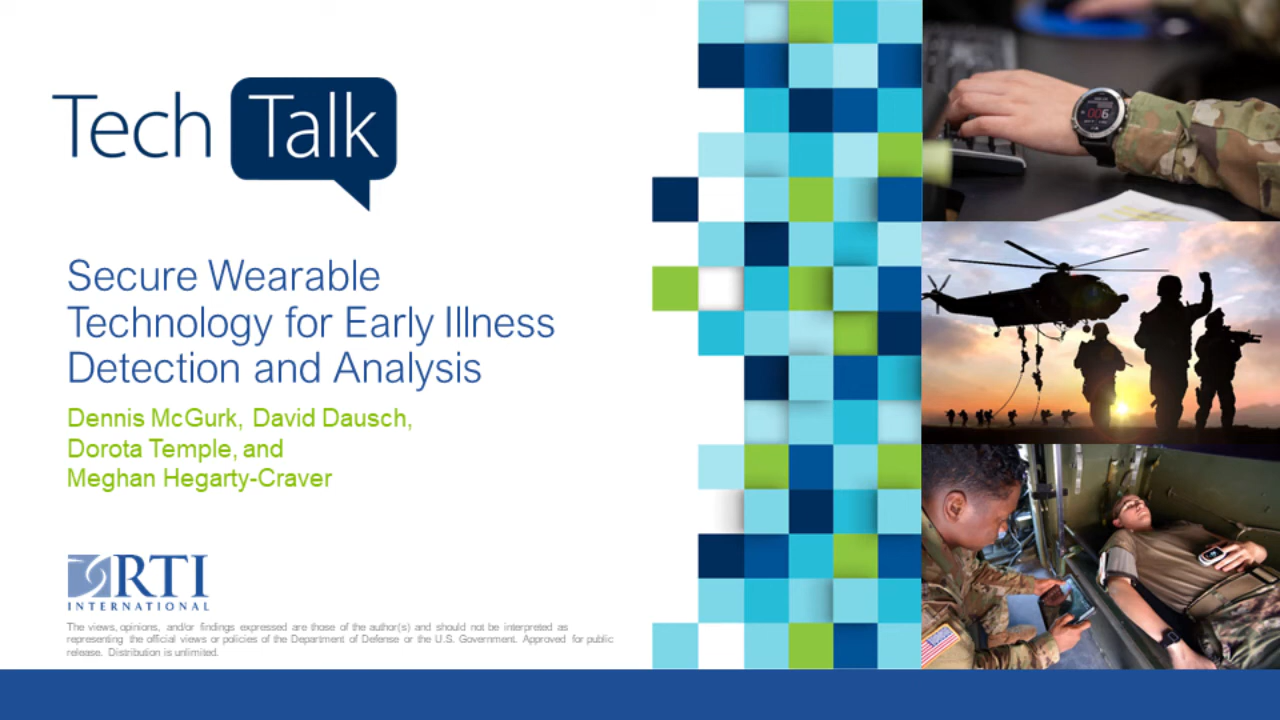 Tech Talk
Secure Wearable
Technology for Early Illness
Detection and Analysis
Dennis McGurk, David Dausch,
Dorota Temple, and
Meghan Hegarty-Craver
RTI
INTERNATIONAL
The views, opinions, and/or findings expressed are those of the author(s) and should not be interpreted as
representing the official views or policies of the Department of Defense or the U.S. Government. Approved for public
release. Distribution is unlimited.